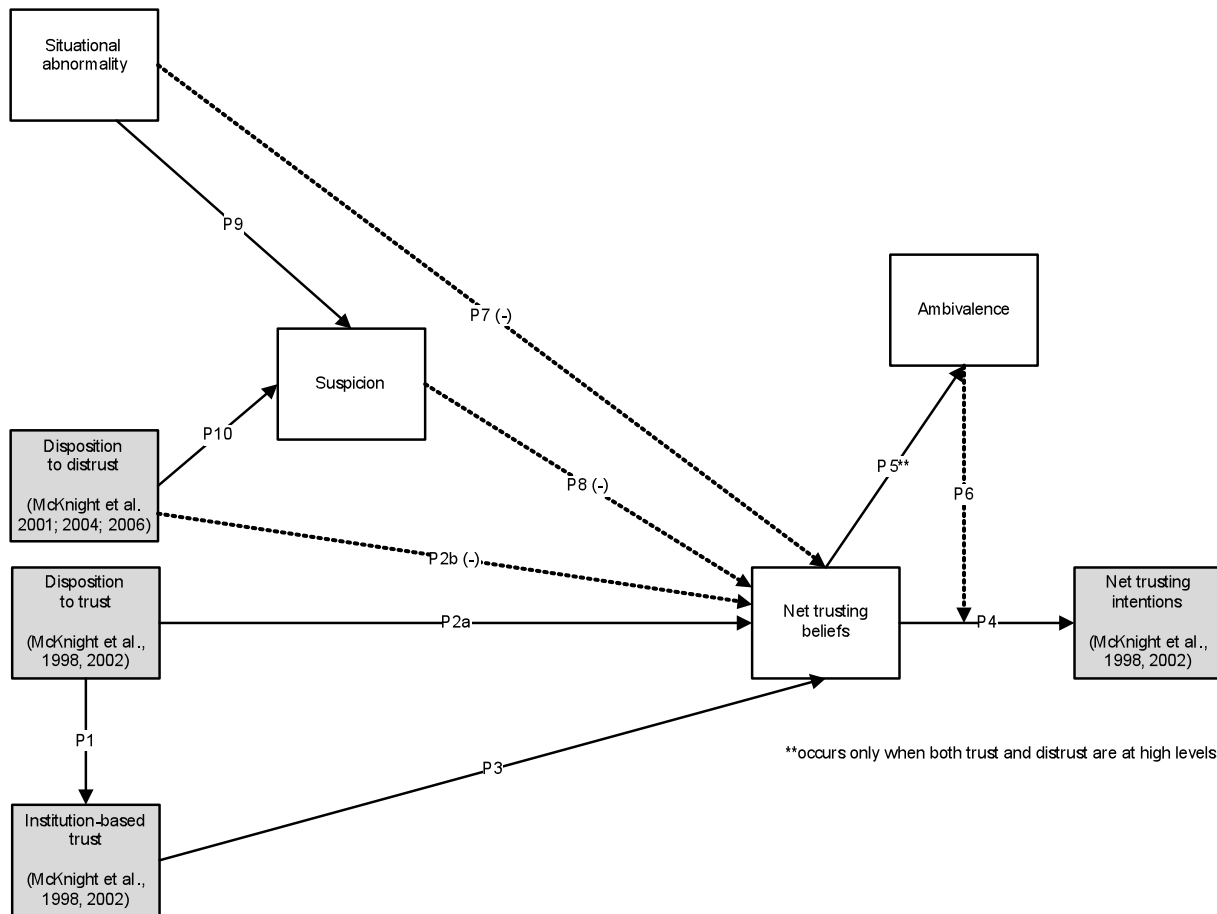 Situational
abnormality
P9
P7 (-)
Ambivalence
Suspicion
P10
Disposition
to distrust
(McKnight et al.
2001; 2004; 2006)
P8 (-)
P5**
P6
P2b (-)
Disposition
to trust
(McKnight et al.,
1998, 2002)
P2a
Net trusting
beliefs
P4
Net trusting
intentions
(McKnight et al.,
1998, 2002)
P1
P3
**occurs only when both trust and distrust are at high levels
Institution-based
trust
(McKnight et al.,
1998, 2002)